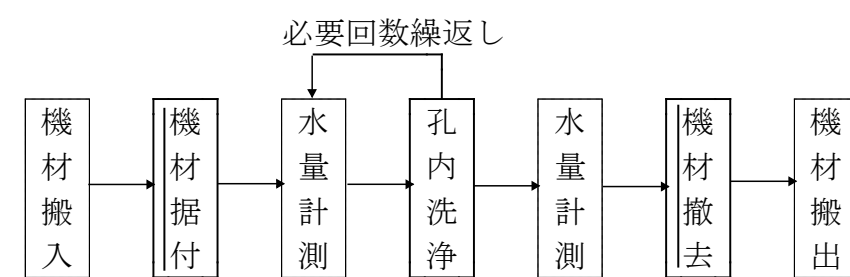 必要回数繰返し
機材搬入
機材据付
水量計測
孔内洗浄
水量計測
機材撤去
機材搬出